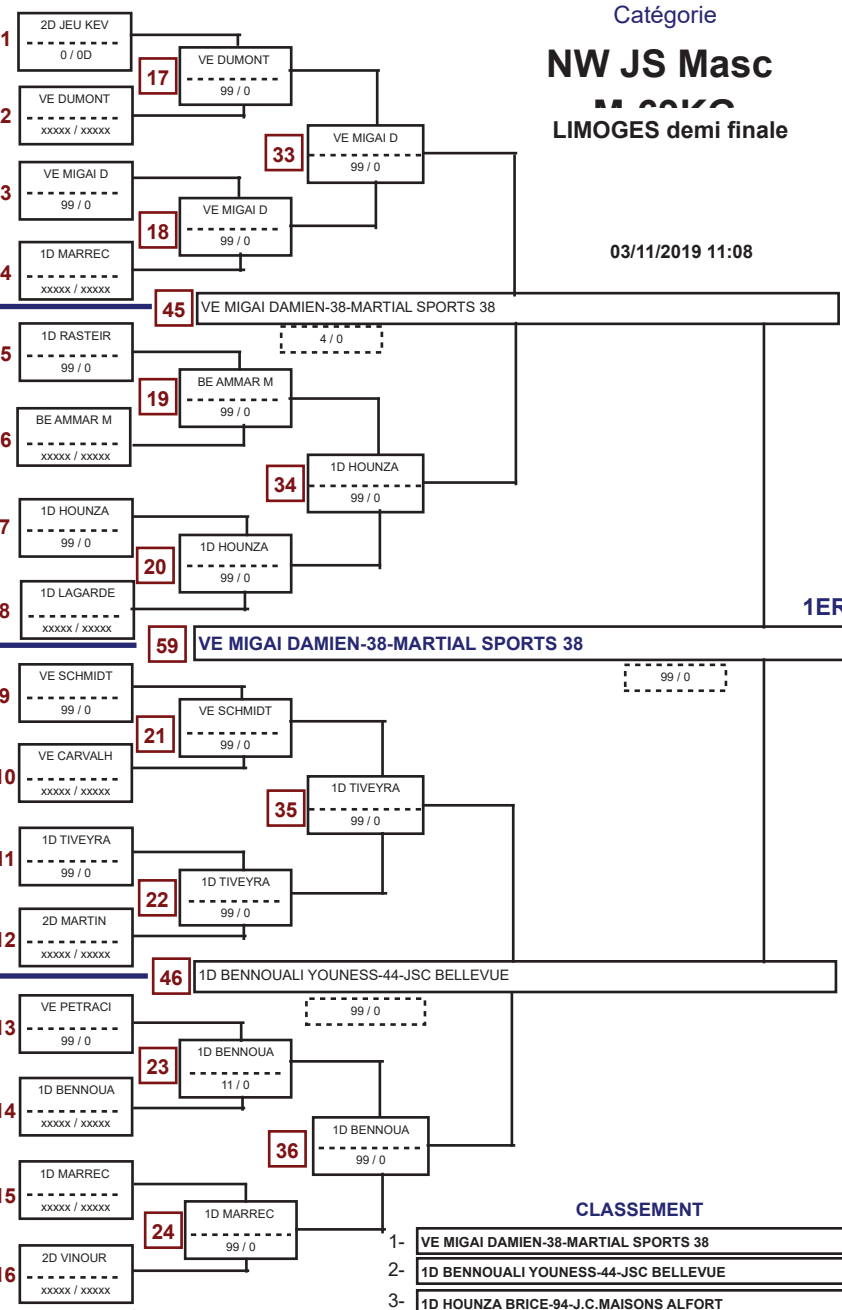 Catégorie
NW JS Masc
LIMOGES demi finale
03/11/2019 11:08
1
2D JEU KEV
0 / 0D
17
VE DUMONT
99 / 0
2
VE DUMONT
xxxxx / xxxxx
33
VE MIGAI D
99 / 0
3
VE MIGAI D
99 / 0
18
VE MIGAI D
99 / 0
4
1D MARREC
xxxxx / xxxxx
45
VE MIGAI DAMIEN-38-MARTIAL SPORTS 38
4 / 0
5
1D RASTEIR
99 / 0
19
BE AMMAR M
99 / 0
6
BE AMMAR M
xxxxx / xxxxx
34
1D HOUNZA
99 / 0
7
1D HOUNZA
99 / 0
20
1D HOUNZA
99 / 0
8
1D LAGARDE
xxxxx / xxxxx
1ER
59
VE MIGAI DAMIEN-38-MARTIAL SPORTS 38
99 / 0
9
VE SCHMIDT
99 / 0
21
VE SCHMIDT
99 / 0
10
VE CARVALH
xxxxx / xxxxx
35
1D TIVEYRA
99 / 0
11
1D TIVEYRA
99 / 0
22
1D TIVEYRA
99 / 0
12
2D MARTIN
xxxxx / xxxxx
46
1D BENNOUALI YOUNESS-44-JSC BELLEVUE
99 / 0
13
VE PETRACI
99 / 0
23
1D BENNOUA
11 / 0
14
1D BENNOUA
xxxxx / xxxxx
36
1D BENNOUA
99 / 0
15
1D MARREC
xxxxx / xxxxx
24
1D MARREC
99 / 0
16
2D VINOUR
xxxxx / xxxxx
CLASSEMENT
1- VE MIGAI DAMIEN-38-MARTIAL SPORTS 38
2- 1D BENNOUALI YOUNESS-44-JSC BELLEVUE
3- 1D HOUNZA BRICE-94-J.C.MAISONS ALFORT